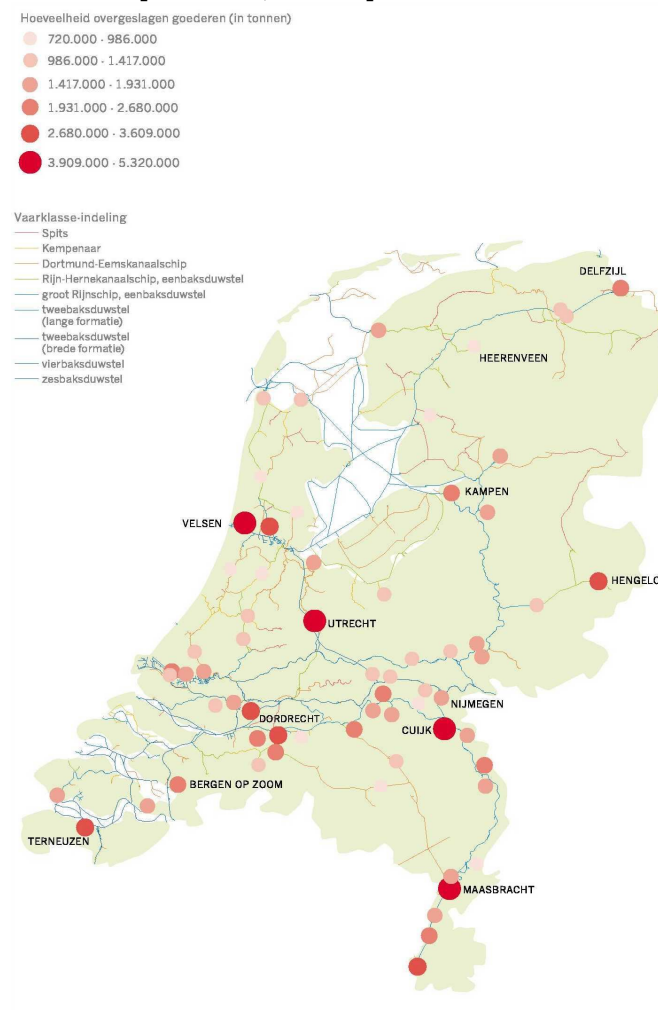 Hoeveelheid overgeslagen goederen (in tonnen)
720.000 - 986.000
986.000 - 1.417.000
1.417.000 - 1.931.000
1.931.000 - 2.680.000
2.680.000 - 3.609.000
3.909.000 - 5.320.000
Vaarklasse-indeling
Spits
Kempenaar
Dortmund-Eemskanaalschip
Rijn-Hernekanaalschip, eenbaksduwstel
groot Rijnschip, eenbaksduwstel
tweebaksduwstel
(lange formatie)
tweebaksduwstel
(brede formatie)
vierbaksduwstel
zesbaksduwstel
DELFZIJL
HEERENVEEN
KAMPEN
VELSEN
HENGELO
UTRECHT
NIJMEGEN
DORDRECHT
CUIJK
BERGEN OP ZOOM
TERNEUZEN
MAASBRACHT